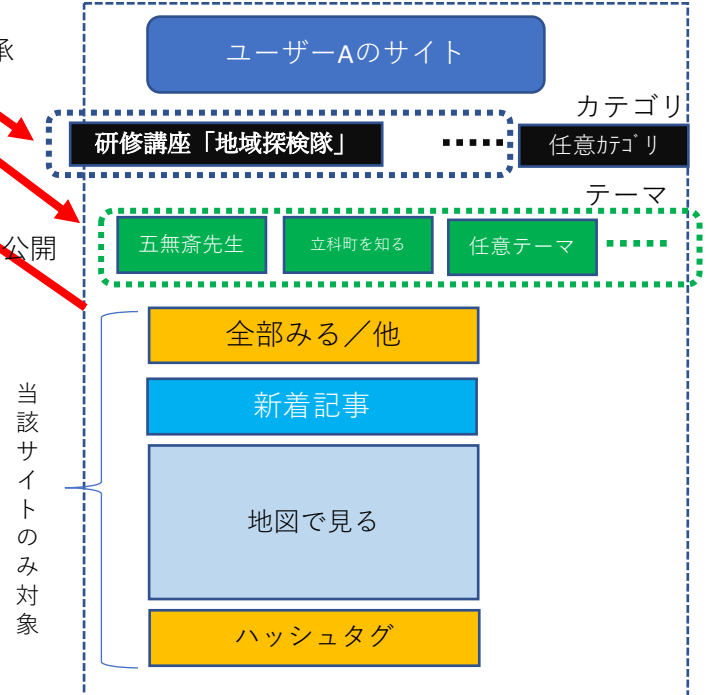 ユーザーAのサイト
承
カテゴリ
研修講座「地域探検隊」
任意ｶﾃｺﾞﾘ
テーマ
公開
五無斎先生
立科町を知る
任意テーマ
全部みる／他
新着記事
地図で見る
ハッシュタグ
当該サイトのみ対象